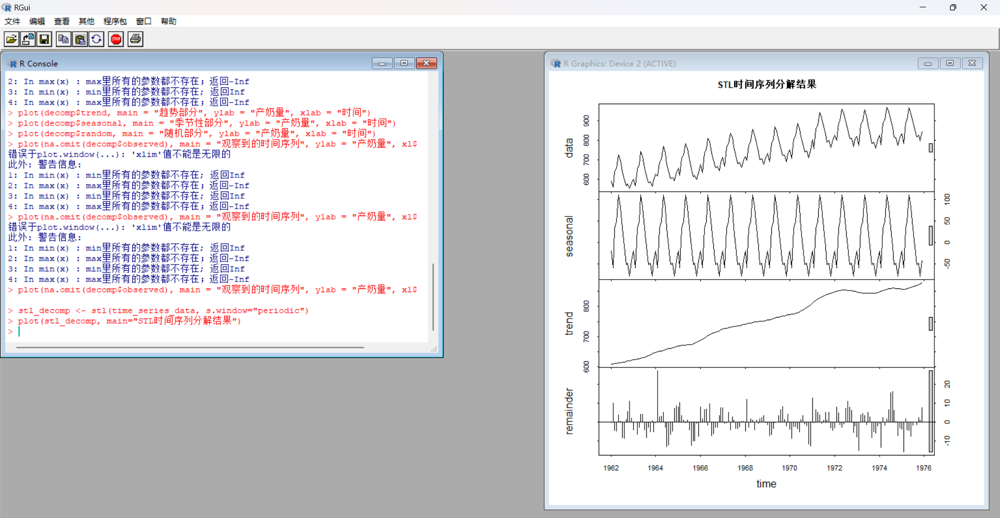 RGui
文件 编辑 查看 其他 程序包 窗口 帮助
STOP
R Console
2: In max(x) : max里所有的参数都不存在；返回-Inf
3: In min(x) : min里所有的参数都不存在; 返回Inf
4: In max(x) : max里所有的参数都不存在；返回-Inf
> plot(decomp$trend, main = "趋势部分", ylab = "产奶量", xlab = "时间")
> plot(decomp$seasonal, main = "季节性部分", ylab = "产奶量", xlab = "时间")
> plot(decomp$random, main = "随机部分", ylab = "产奶量", xlab = "时间")
> plot(na.omit(decomp$observed), main = "观察到的时间序列", ylab = "产奶量", xl$
错误于plot.window(...): 'xlim'值不能是无限的
此外: 警告信息:
1: In min(x) : min里所有的参数都不存在; 返回Inf
2: In max(x) : max里所有的参数都不存在；返回-Inf
3: In min(x) : min里所有的参数都不存在; 返回Inf
4: In max(x) : max里所有的参数都不存在；返回-Inf
> plot(na.omit(decomp$observed), main = "观察到的时间序列", ylab = "产奶量", xl$
错误于plot.window(...): 'xlim'值不能是无限的
此外: 警告信息:
1: In min(x) : min里所有的参数都不存在; 返回Inf
2: In max(x) : max里所有的参数都不存在；返回-Inf
3: In min(x) : min里所有的参数都不存在; 返回Inf
4: In max(x) : max里所有的参数都不存在；返回-Inf
> plot(na.omit(decomp$observed), main = "观察到的时间序列", ylab = "产奶量", xl$
> stl_decomp <- stl(time_series_data, s.window="periodic")
> plot(stl_decomp, main="STL时间序列分解结果")
>
R Graphics: Device 2 (ACTIVE)
STL时间序列分解结果
data
600 700 800 900
seasonal
-50 0 50 100
trend
600 700 800
remainder
-10 0 10 20
1962 1964 1966 1968 1970 1972 1974 1976
time